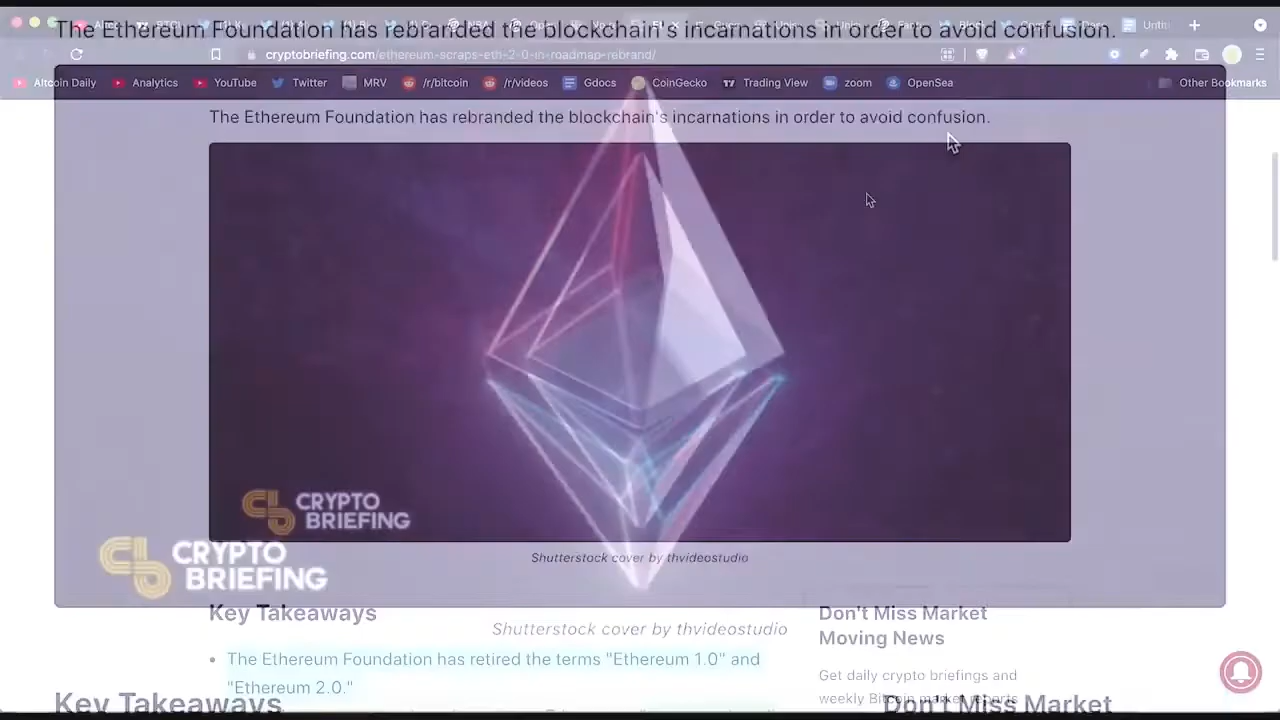 The Ethereum Foundation has rebranded the blockchain's incarnations in order to avoid confusion.
cryptobriefing.com/ethereum-scraps-eth-2-0-in-roadmap-rebrand/
Altcoin Daily Analytics YouTube Twitter MRV /r/bitcoin /r/videos Gdocs CoinGecko Trading View zoom OpenSea Other Bookmarks
The Ethereum Foundation has rebranded the blockchain's incarnations in order to avoid confusion.
CRYPTO
BRIEFING
CRYPTO
BRIEFING
Shutterstock cover by thvideostudio
Key Takeaways
Shutterstock cover by thvideostudio
The Ethereum Foundation has retired the terms "Ethereum 1.0" and
"Ethereum 2.0."
Key Takeaways
Don't Miss Market
Moving News
Get daily crypto briefings and
weekly Bitcoin market reports
Don't Miss Market